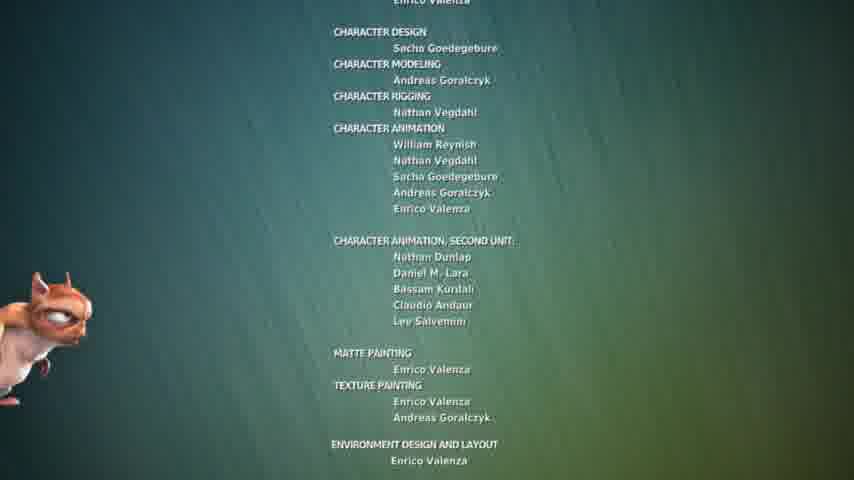 Enrico Valenza
CHARACTER DESIGN
Sacha Goedegebure
CHARACTER MODELING
Andreas Goralczyk
CHARACTER RIGGING
Nathan Vegdahl
CHARACTER ANIMATION
William Reynish
Nathan Vegdahl
Sacha Goedegebure
Andreas Goralczyk
Enrico Valenza
CHARACTER ANIMATION, SECOND UNIT:
Nathan Dunlap
Daniel M. Lara
Bassam Kurdali
Claudio Andaur
Lee Salvemini
MATTE PAINTING
Enrico Valenza
TEXTURE PAINTING
Enrico Valenza
Andreas Goralczyk
ENVIRONMENT DESIGN AND LAYOUT
Enrico Valenza